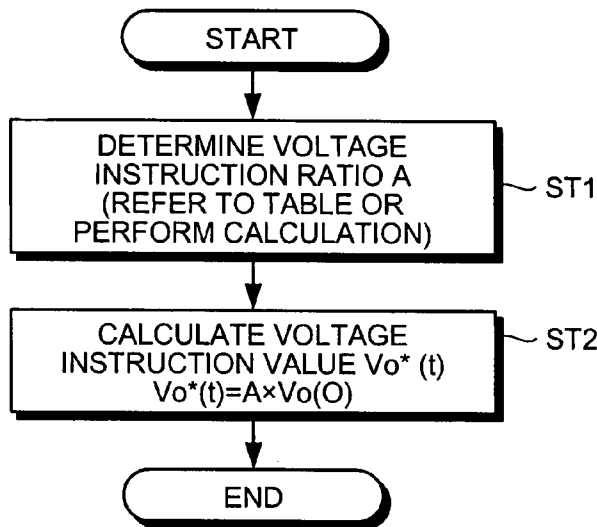 START
DETERMINE VOLTAGE
INSTRUCTION RATIO A
(REFER TO TABLE OR
PERFORM CALCULATION)
ST1
CALCULATE VOLTAGE
INSTRUCTION VALUE Vo* (t)
Vo*(t)=A×Vo(O)
ST2
END